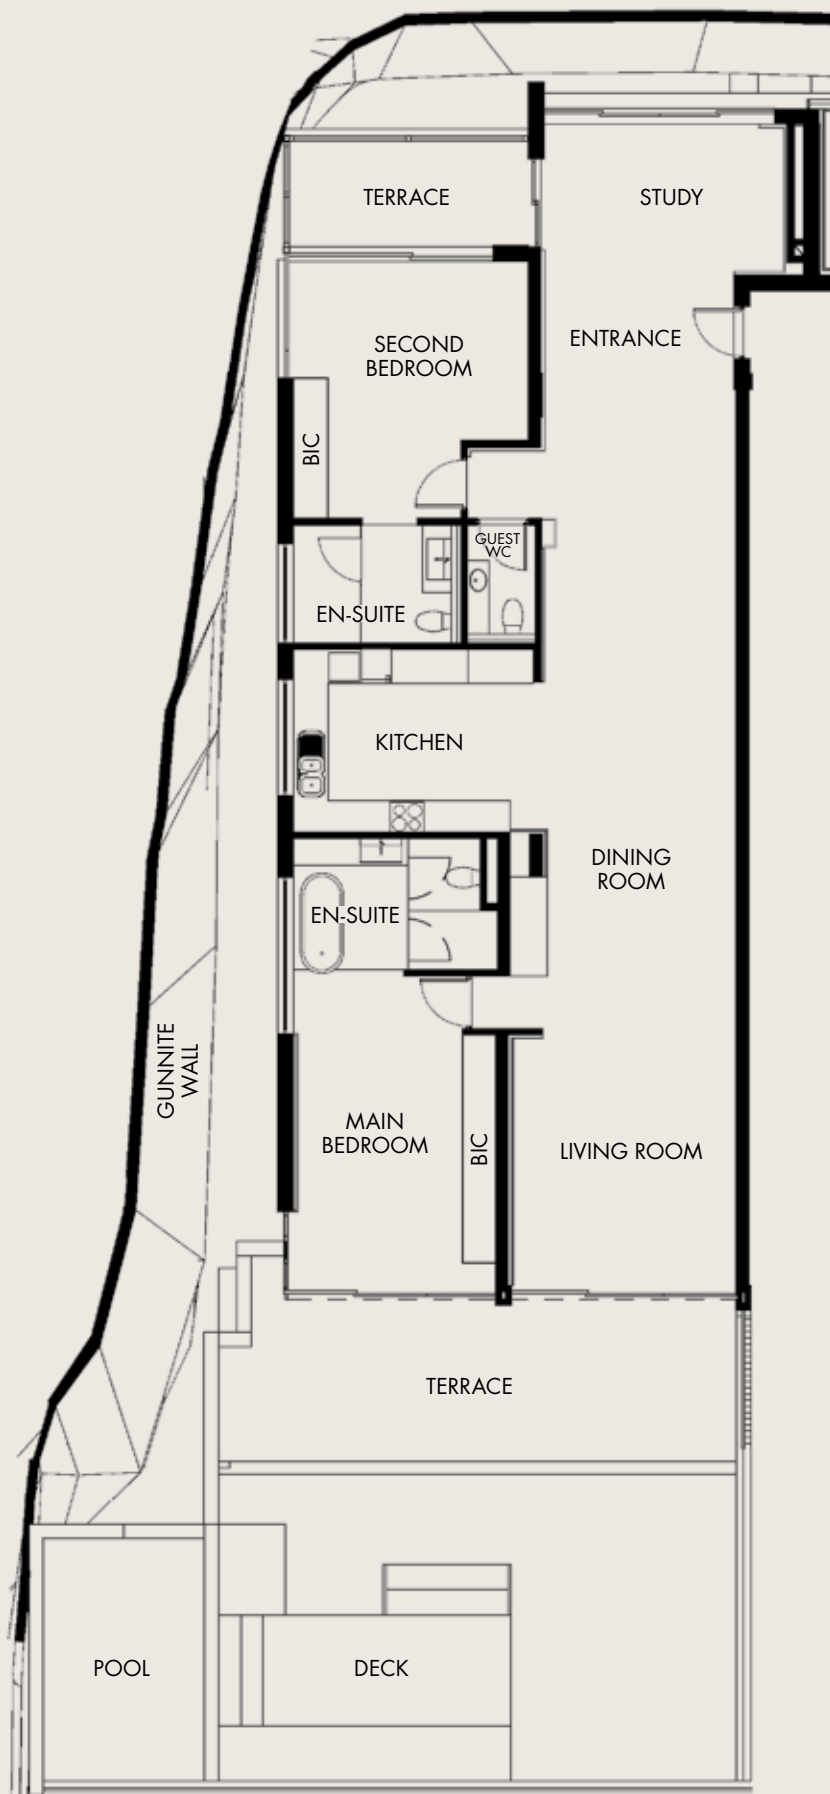 TERRACE
STUDY
ENTRANCE
SECOND
BEDROOM
BIC
GUEST
WC
EN-SUITE
KITCHEN
DINING
ROOM
EN-SUITE
GUNNITE
WALL
MAIN
BEDROOM
BIC
LIVING ROOM
TERRACE
POOL
DECK